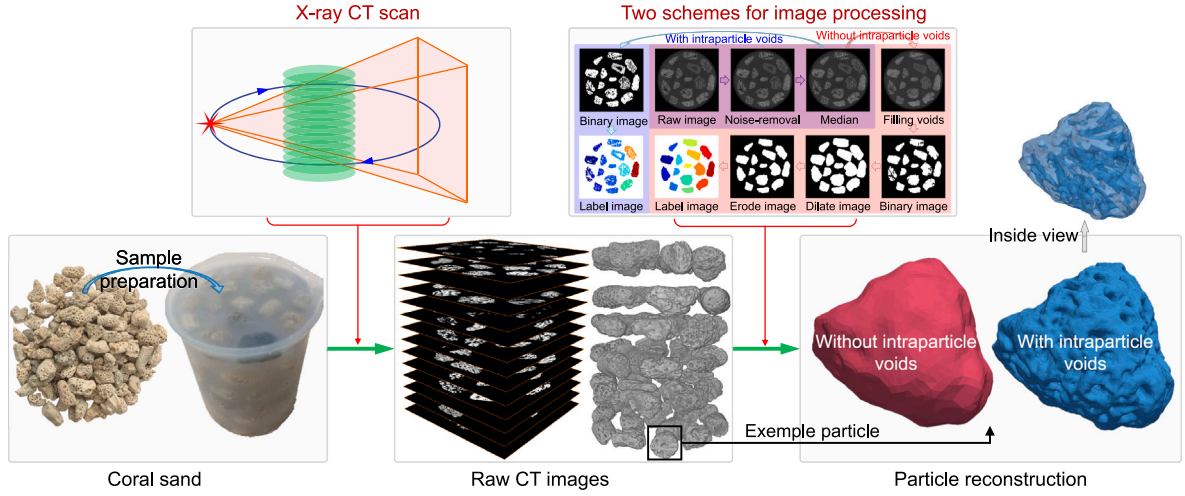 X-ray CT scan
Two schemes for image processing
With intraparticle voids
Without intraparticle voids
Binary image
Raw image
Noise-removal
Median
Filling voids
Label image
Label image
Erode image
Dilate image
Binary image
Sample
preparation
Inside view
Without intraparticle
voids
With intraparticle
voids
Exemple particle
Coral sand
Raw CT images
Particle reconstruction